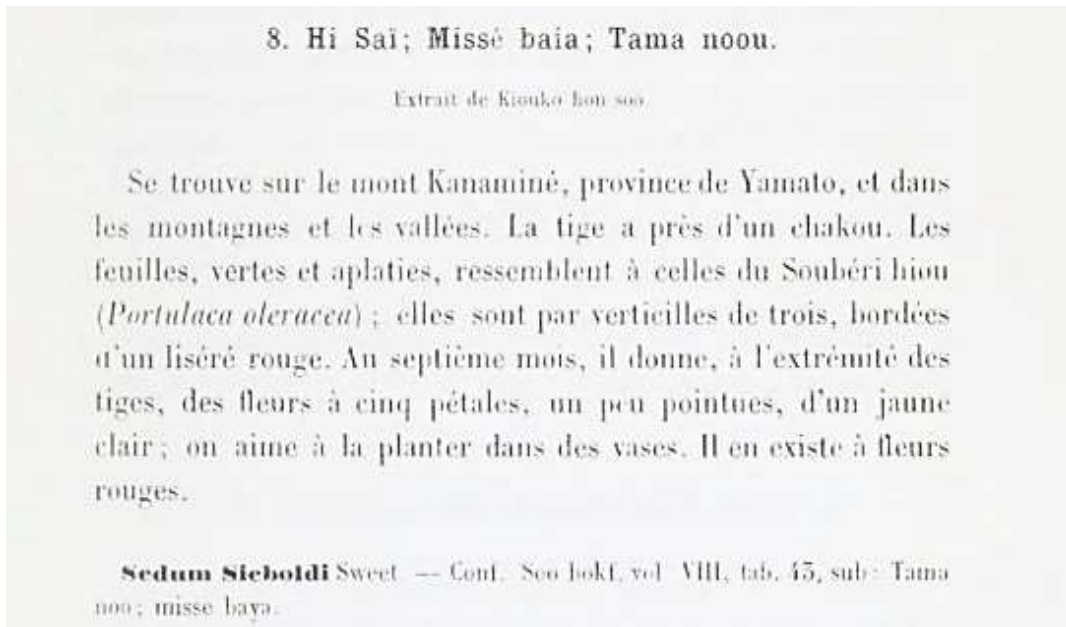 8. Hi Saï; Missé baia; Tama noou.
Extrait de Kiouko hon soo
Se trouve sur le mont Kanaminé, province de Yamato, et dans
les montagnes et les vallées. La tige a près d'un chakou. Les
feuilles, vertes et aplaties, ressemblent à celles du Soubéri hiou
(Portulaca oleracea); elles sont par verticilles de trois, bordées
d'un liséré rouge. Au septième mois, il donne, à l'extrémité des
tiges, des fleurs à cinq pétales, un peu pointues, d'un jaune
clair; on aime à la planter dans des vases. Il en existe à fleurs
rouges.
Sedum Sieboldi Sweet — Conf. Soo bokf, vol VIII, tab. 43, sub: Tama
noo; misse baya.